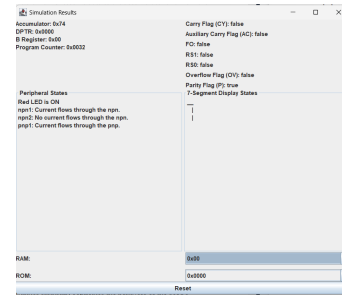 Simulation Results
Accumulator: 0x74
DPTR: 0x0000
B Register: 0x00
Program Counter: 0x0032
Carry Flag (CY): false
Auxiliary Carry Flag (AC): false
FO: false
RS1: false
RS0: false
Overflow Flag (OV): false
Parity Flag (P): true
Peripheral States
Red LED is ON
npn1: Current flows through the npn.
npn2: No current flows through the npn.
pnp1: Current flows through the pnp.
7-Segment Display States
__
|
|
RAM:
0x00
ROM:
0x0000
Reset